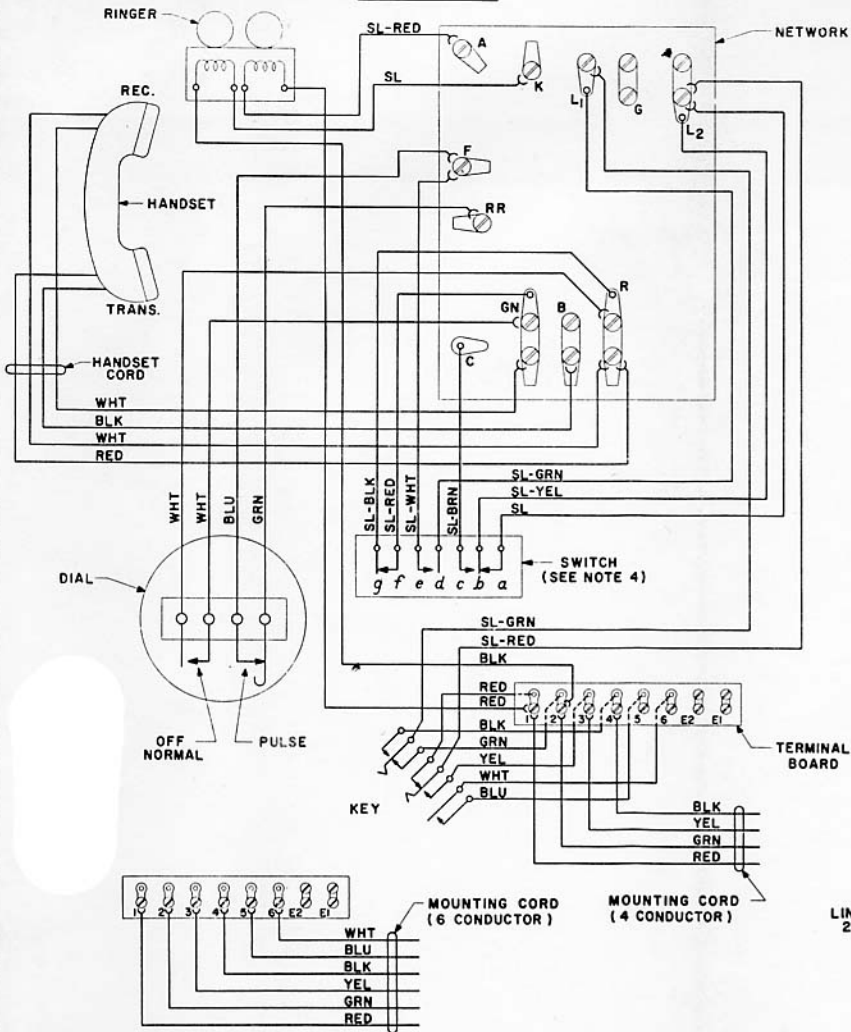 RINGER
SL-RED
A
K
L1
G
L2
NETWORK
SL
REC.
HANDSET
TRANS.
F
RR
R
GN
B
C
HANDSET CORD
WHT
BLK
WHT
RED
WHT
WHT
BLU
GRN
SL-BLK
SL-RED
SL-WHT
SL-BRN
SL-GRN
SL-YEL
SL
g f e d c b a
SWITCH
(SEE NOTE 4)
DIAL
OFF NORMAL
PULSE
SL-GRN
SL-RED
BLK
RED
RED
BLK
GRN
YEL
WHT
BLU
KEY
1 2 3 4 5 6 E2 E1
TERMINAL BOARD
BLK
YEL
GRN
RED
MOUNTING CORD
(4 CONDUCTOR)
1 2 3 4 5 6 E2 E1
WHT
BLU
BLK
YEL
GRN
RED
MOUNTING CORD
(6 CONDUCTOR)
LIN
2